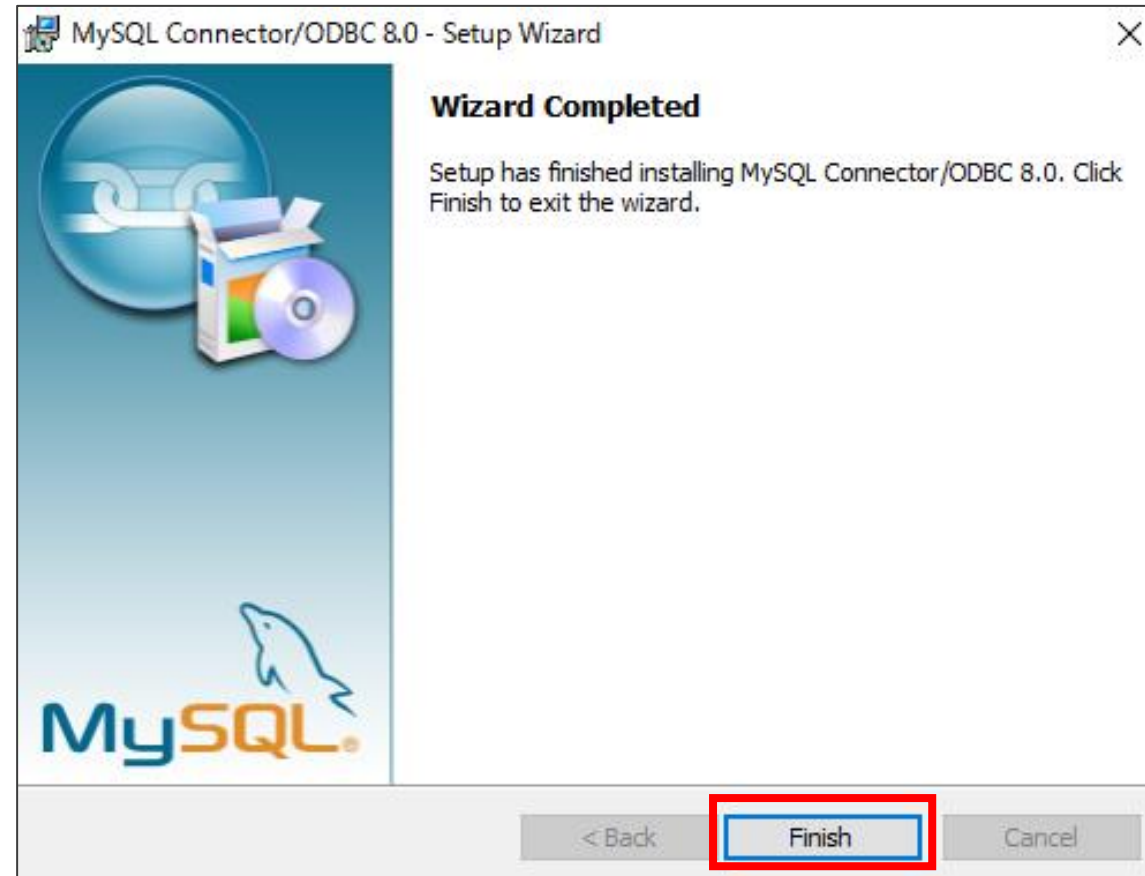 MySQL Connector/ODBC 8.0 - Setup Wizard
Wizard Completed
Setup has finished installing MySQL Connector/ODBC 8.0. Click
Finish to exit the wizard.
MySQL®
< Back
Finish
Cancel